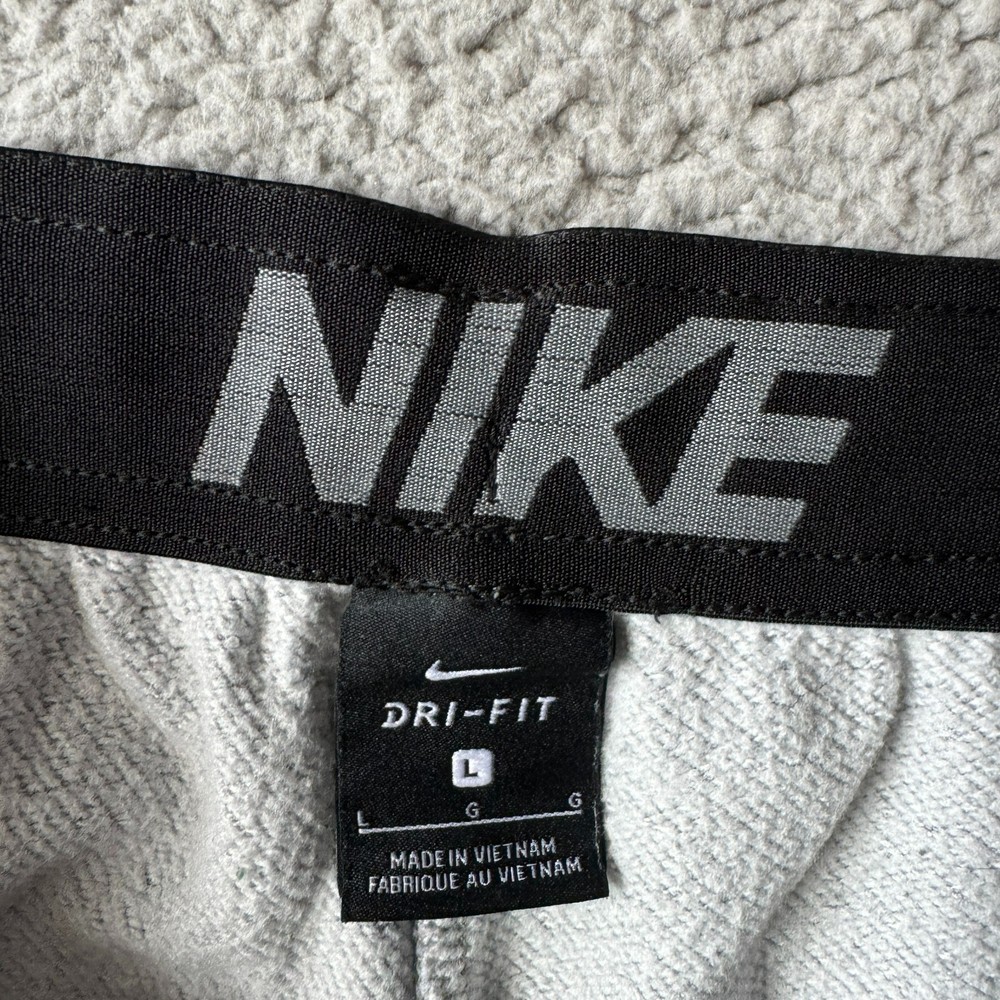 NIKE
DRI-FIT
L
L G G
MADE IN VIETNAM
FABRIQUE AU VIETNAM